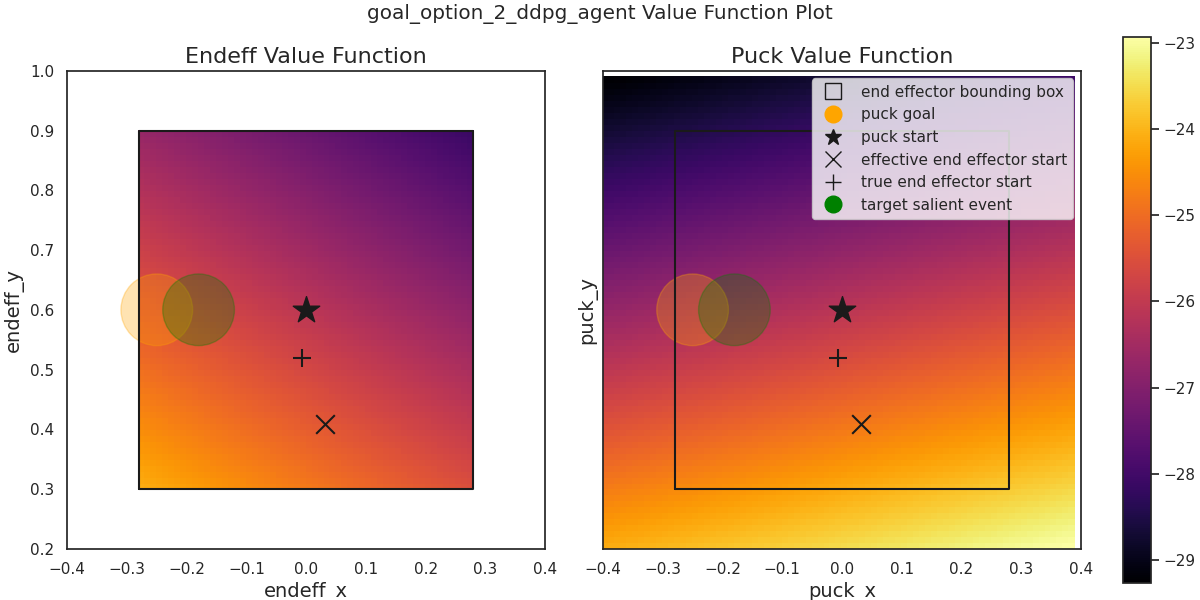 goal_option_2_ddpg_agent Value Function Plot
Endeff Value Function
1.0
0.9
0.8
0.7
0.6
0.5
0.4
0.3
0.2
endeff_y
−0.4 −0.3 −0.2 −0.1 0.0 0.1 0.2 0.3 0.4
endeff_x
Puck Value Function
end effector bounding box
puck goal
puck start
effective end effector start
true end effector start
target salient event
puck_y
−0.4 −0.3 −0.2 −0.1 0.0 0.1 0.2 0.3 0.4
puck_x
−23
−24
−25
−26
−27
−28
−29